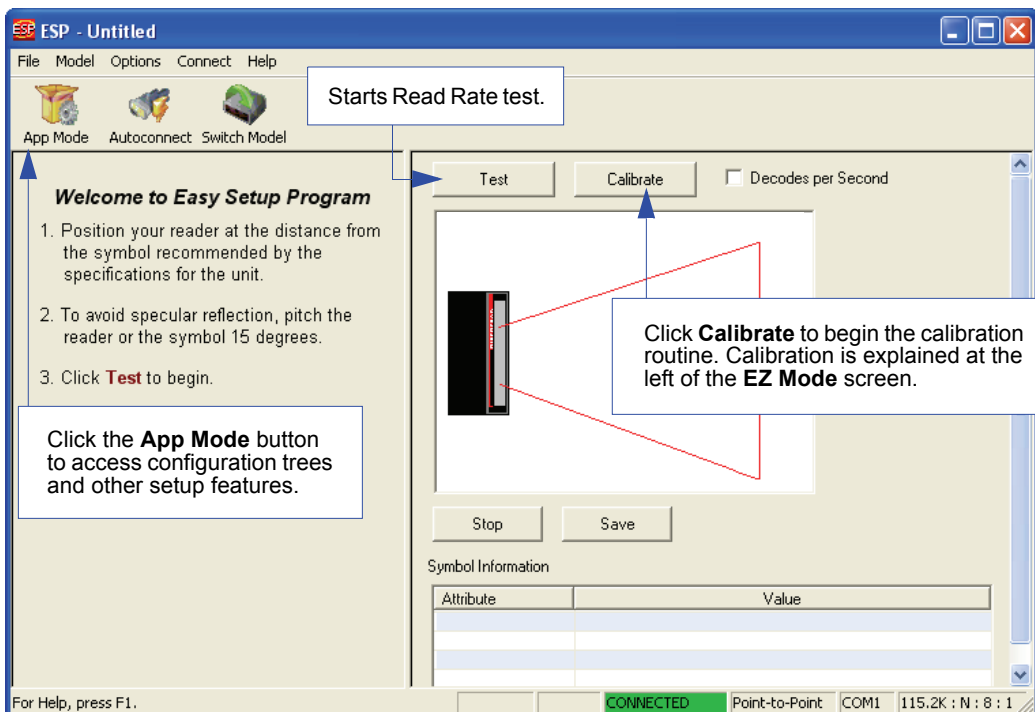 ESP - Untitled
File Model Options Connect Help
App Mode Autoconnect Switch Model
Starts Read Rate test.
Welcome to Easy Setup Program
1. Position your reader at the distance from
the symbol recommended by the
specifications for the unit.
2. To avoid specular reflection, pitch the
reader or the symbol 15 degrees.
3. Click Test to begin.
Click the App Mode button
to access configuration trees
and other setup features.
Test Calibrate Decodes per Second
Click Calibrate to begin the calibration
routine. Calibration is explained at the
left of the EZ Mode screen.
Stop Save
Symbol Information
Attribute Value
For Help, press F1. CONNECTED Point-to-Point COM1 115.2K : N : 8 : 1